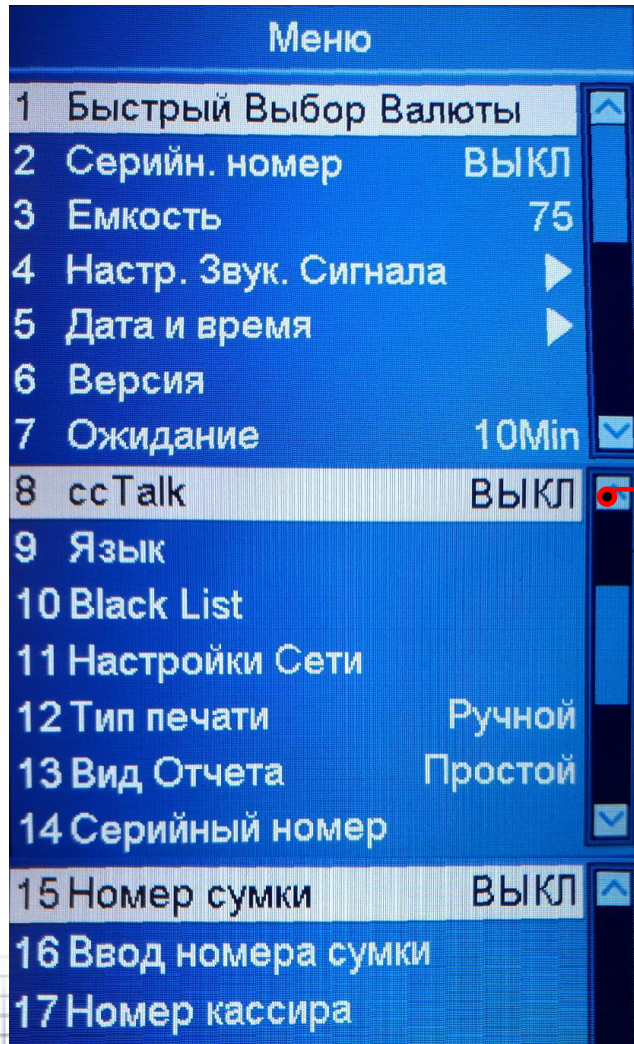 Меню
1 Быстрый Выбор Валюты
2 Серийн. номер ВЫКЛ
3 Емкость 75
4 Настр. Звук. Сигнала
5 Дата и время
6 Версия
7 Ожидание 10Min
8 ccTalk ВЫКЛ
9 Язык
10 Black List
11 Настройки Сети
12 Тип печати Ручной
13 Вид Отчета Простой
14 Серийный номер
15 Номер сумки ВЫКЛ
16 Ввод номера сумки
17 Номер кассира